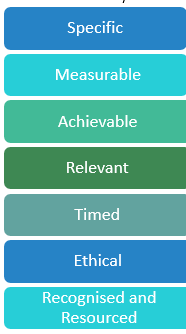 Specific
Measurable
Achievable
Relevant
Timed
Ethical
Recognised and
Resourced